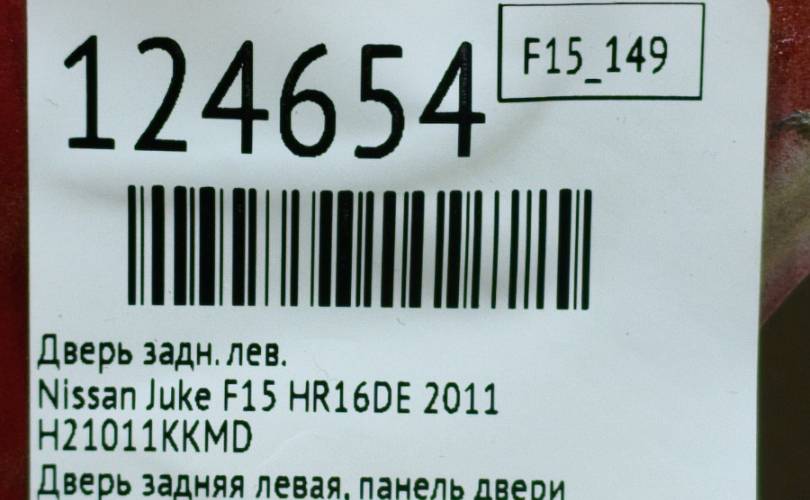 124654
F15_149
Дверь задн. лев.
Nissan Juke F15 HR16DE 2011
H21011KKMD
Дверь задняя левая, панель двери